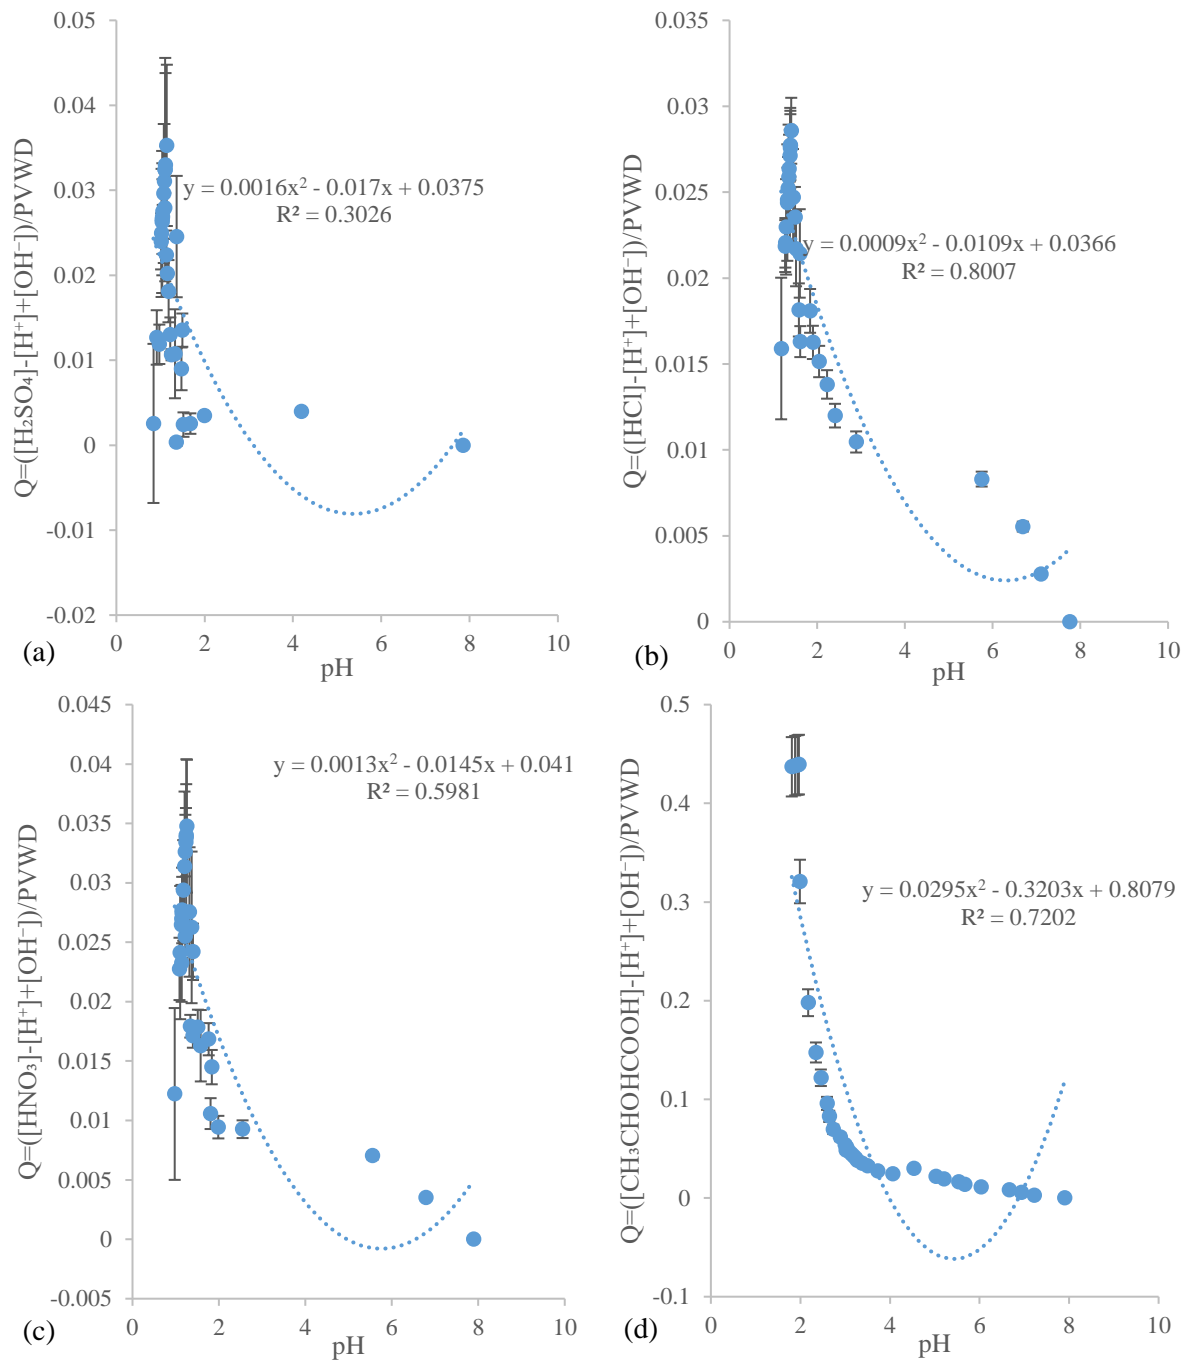 0.05
0.04
0.03
0.02
0.01
0
-0.01
-0.02
Q=([H₂SO₄]-[H⁺]+[OH⁻])/PVWD
y = 0.0016x² - 0.017x + 0.0375
R² = 0.3026
0 2 4 6 8 10
pH
(a)
0.035
0.03
0.025
0.02
0.015
0.01
0.005
0
Q=([HCl]-[H⁺]+[OH⁻])/PVWD
y = 0.0009x² - 0.0109x + 0.0366
R² = 0.8007
0 2 4 6 8 10
pH
(b)
0.045
0.04
0.035
0.03
0.025
0.02
0.015
0.01
0.005
0
-0.005
Q=([HNO₃]-[H⁺]+[OH⁻])/PVWD
y = 0.0013x² - 0.0145x + 0.041
R² = 0.5981
0 2 4 6 8 10
pH
(c)
0.5
0.4
0.3
0.2
0.1
0
-0.1
Q=([CH₃CHOHCOOH]-[H⁺]+[OH⁻])/PVWD
y = 0.0295x² - 0.3203x + 0.8079
R² = 0.7202
0 2 4 6 8 10
pH
(d)